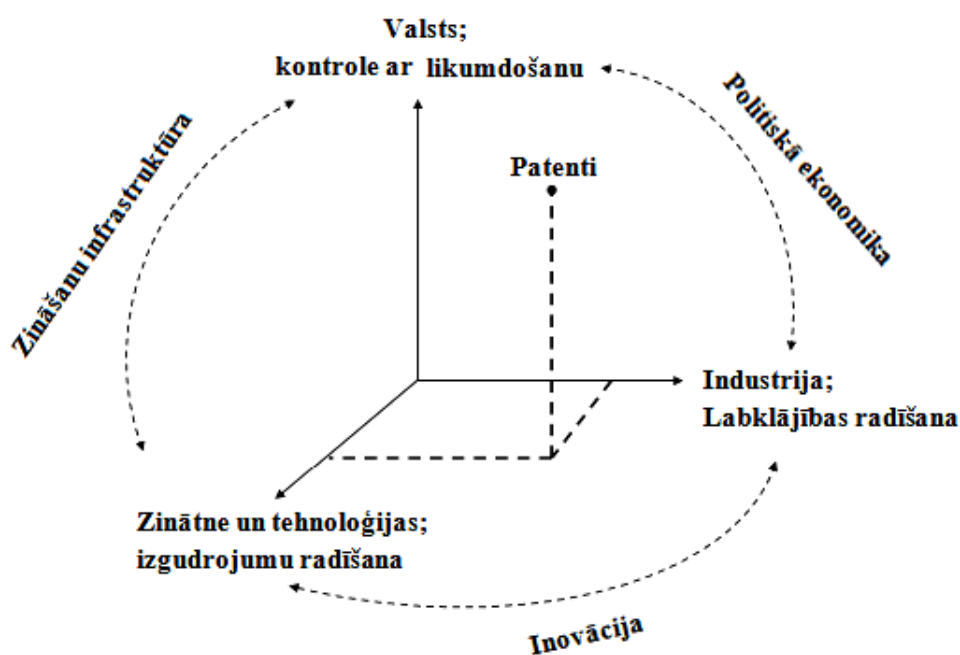 Valsts;
kontrole ar likumdošanu
Zināšanu infrastruktūra
Politiskā ekonomika
Patenti
Industrija;
Labklājības radīšana
Zinātne un tehnoloģijas;
izgudrojumu radīšana
Inovācija